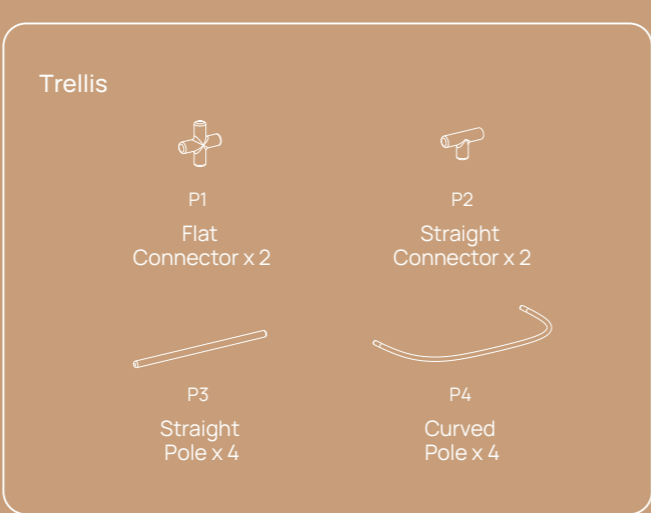 Trellis
P1
Flat
Connector x 2
P2
Straight
Connector x 2
P3
Straight
Pole x 4
P4
Curved
Pole x 4